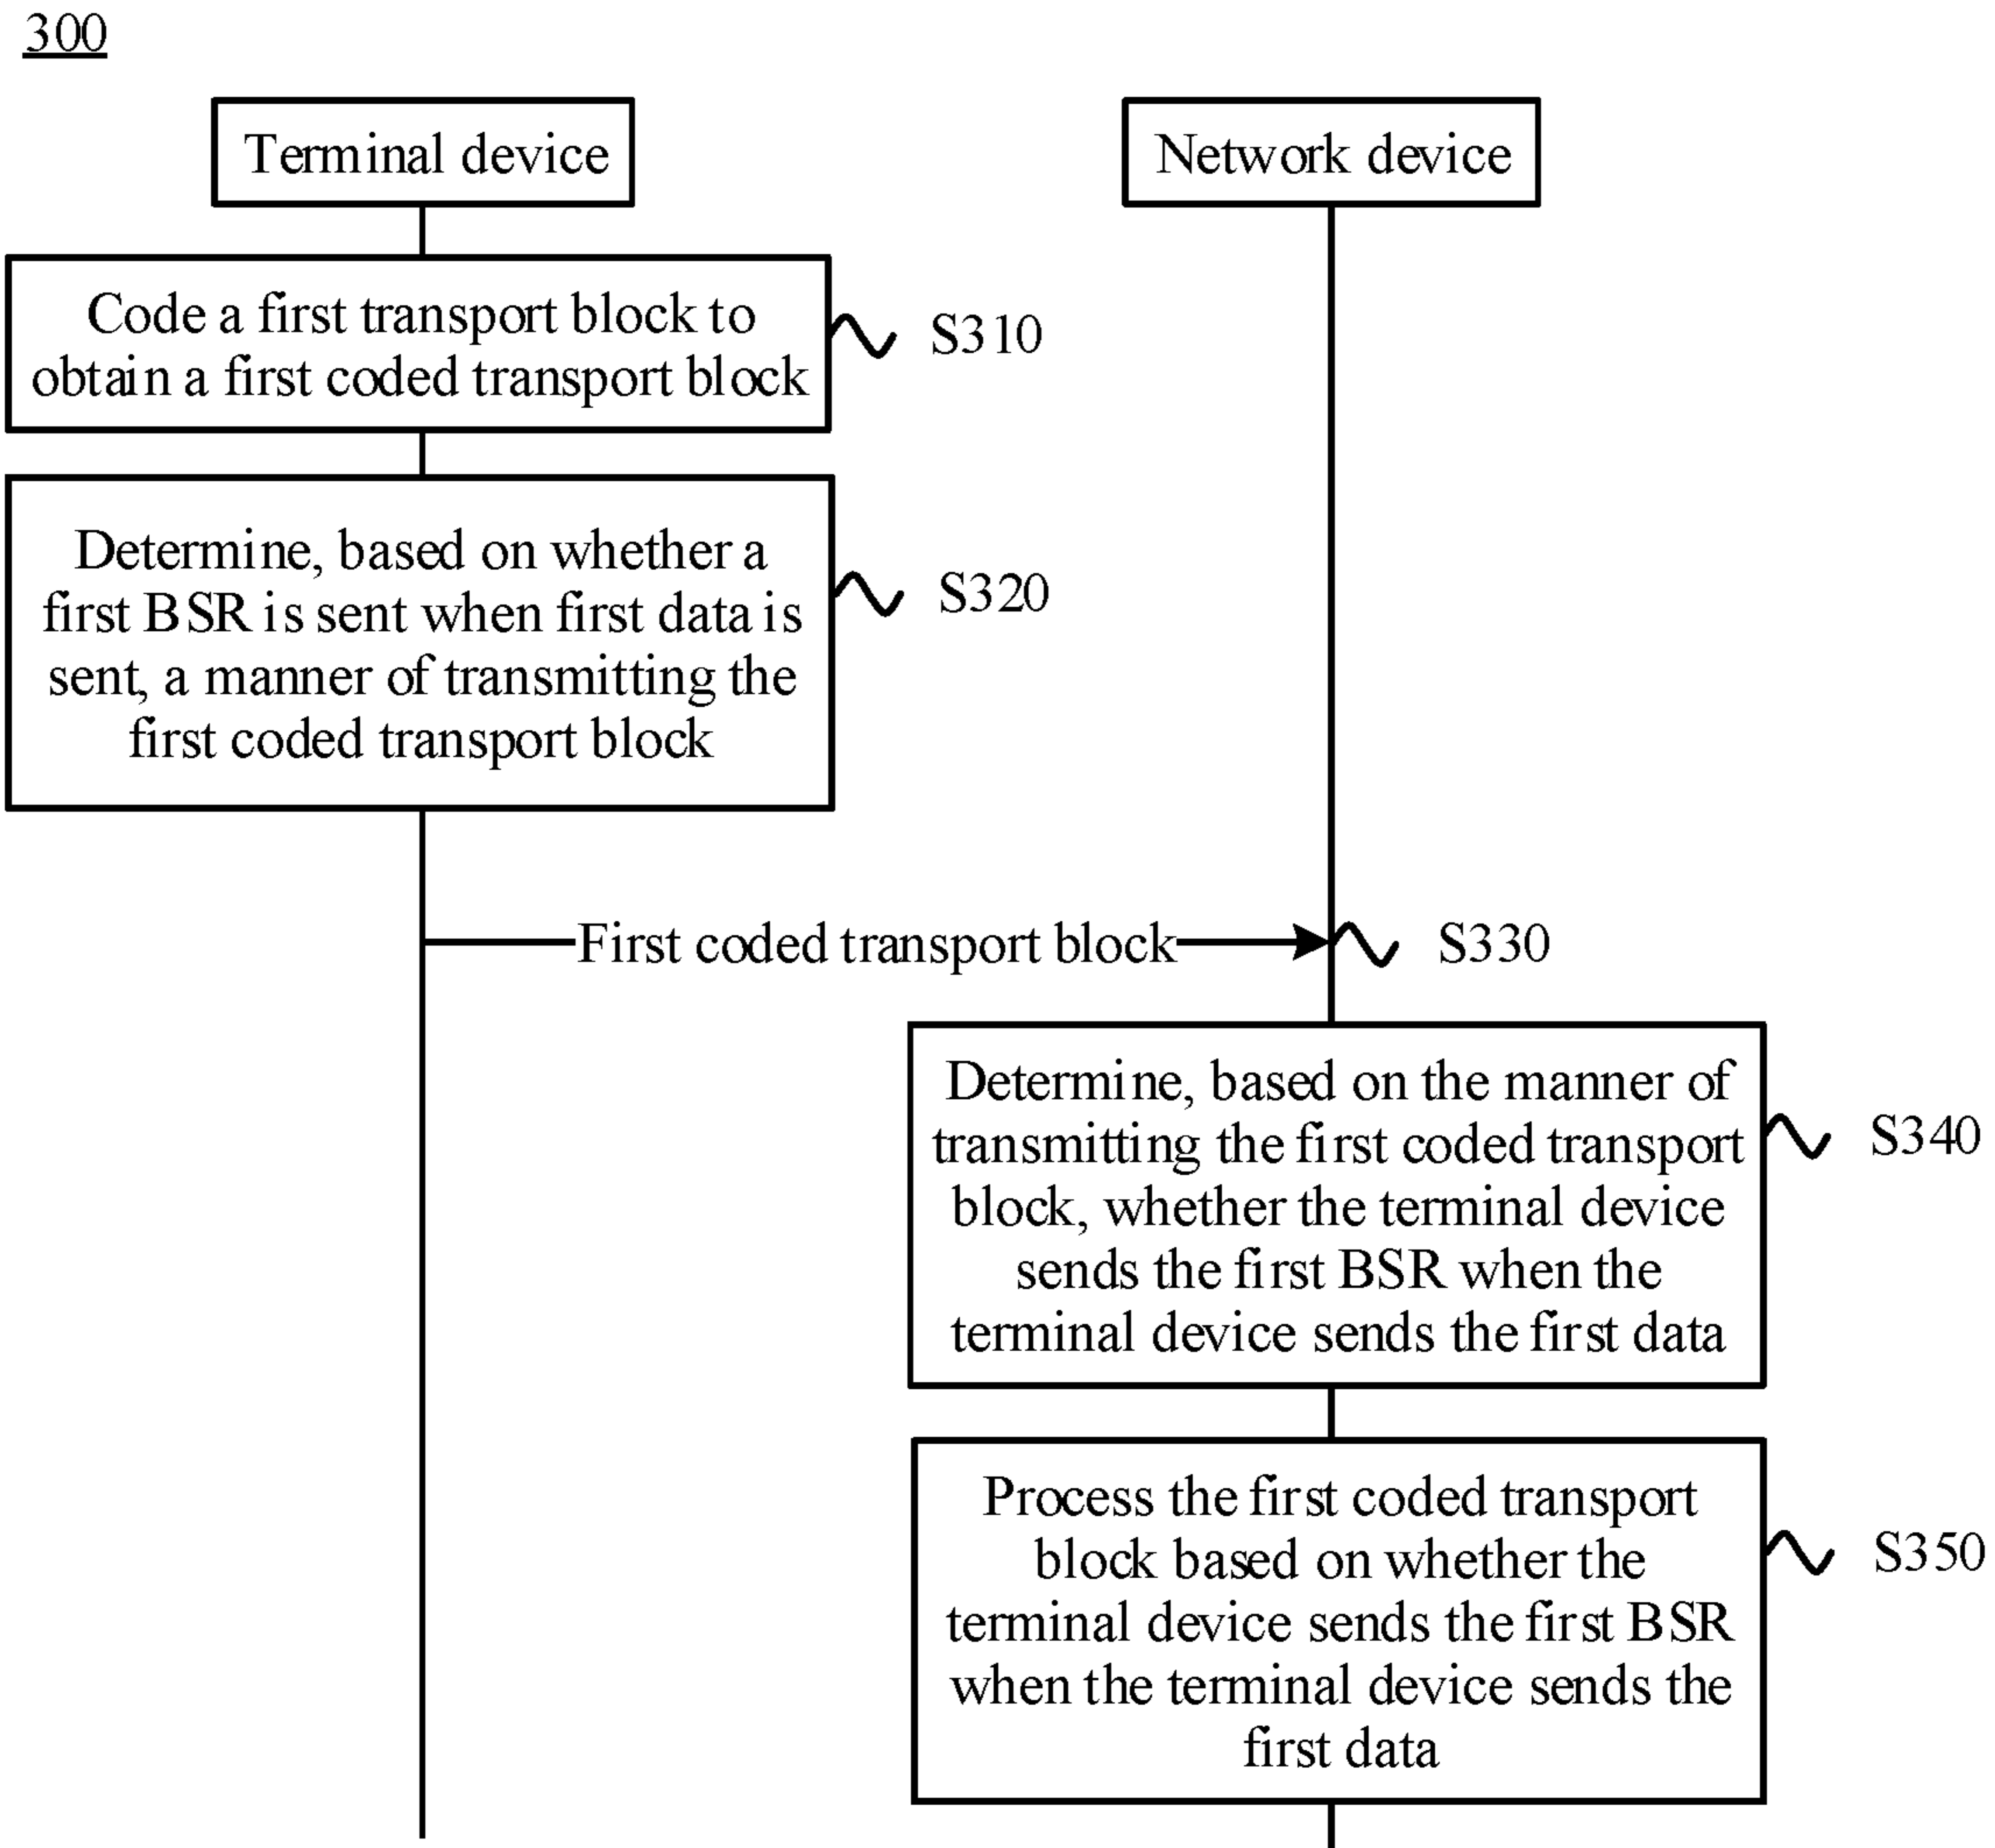 300
Terminal device
Network device
Code a first transport block to
obtain a first coded transport block
S310
Determine, based on whether a
first BSR is sent when first data is
sent, a manner of transmitting the
first coded transport block
S320
First coded transport block
S330
Determine, based on the manner of
transmitting the first coded transport
block, whether the terminal device
sends the first BSR when the
terminal device sends the first data
S340
Process the first coded transport
block based on whether the
terminal device sends the first BSR
when the terminal device sends the
first data
S350